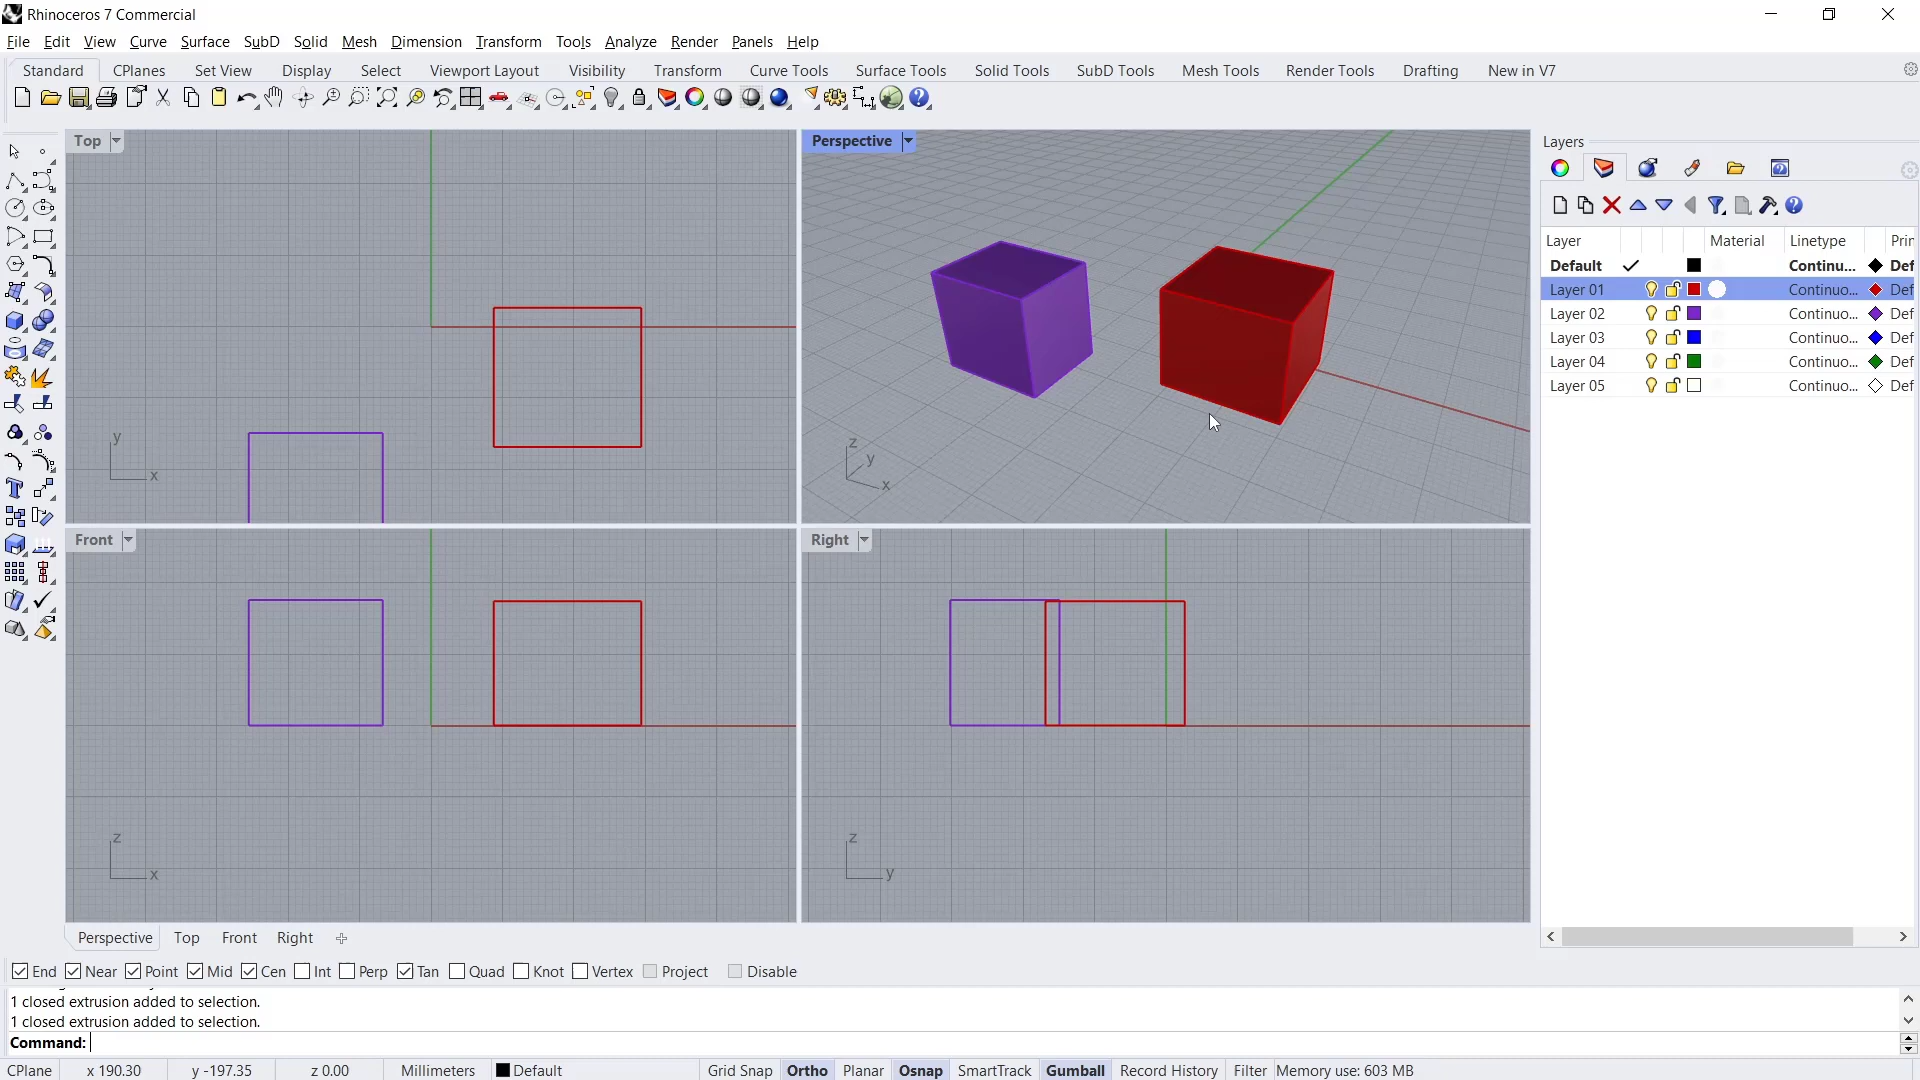 Rhinoceros 7 Commercial
File Edit View Curve Surface SubD Solid Mesh Dimension Transform Tools Analyze Render Panels Help
Standard CPlanes Set View Display Select Viewport Layout Visibility Transform Curve Tools Surface Tools Solid Tools SubD Tools Mesh Tools Render Tools Drafting New in V7
Top
y
x
Perspective
z
y
x
Front
z
x
Right
z
y
Layers
Layer Material Linetype Prin
Default Continu... Def
Layer 01 Continuo... Def
Layer 02 Continuo... Def
Layer 03 Continuo... Def
Layer 04 Continuo... Def
Layer 05 Continuo... Def
Perspective Top Front Right
End Near Point Mid Cen Int Perp Tan Quad Knot Vertex Project Disable
1 closed extrusion added to selection.
1 closed extrusion added to selection.
Command:
CPlane x 190.30 y -197.35 z 0.00 Millimeters Default Grid Snap Ortho Planar Osnap SmartTrack Gumball Record History Filter Memory use: 603 MB